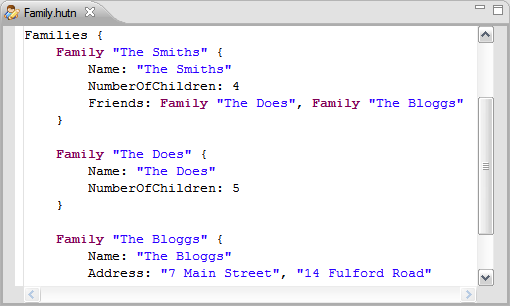 Family.hutn
Families {
Family "The Smiths" {
Name: "The Smiths"
NumberOfChildren: 4
Friends: Family "The Does", Family "The Bloggs"
}
Family "The Does" {
Name: "The Does"
NumberOfChildren: 5
}
Family "The Bloggs" {
Name: "The Bloggs"
Address: "7 Main Street", "14 Fulford Road"